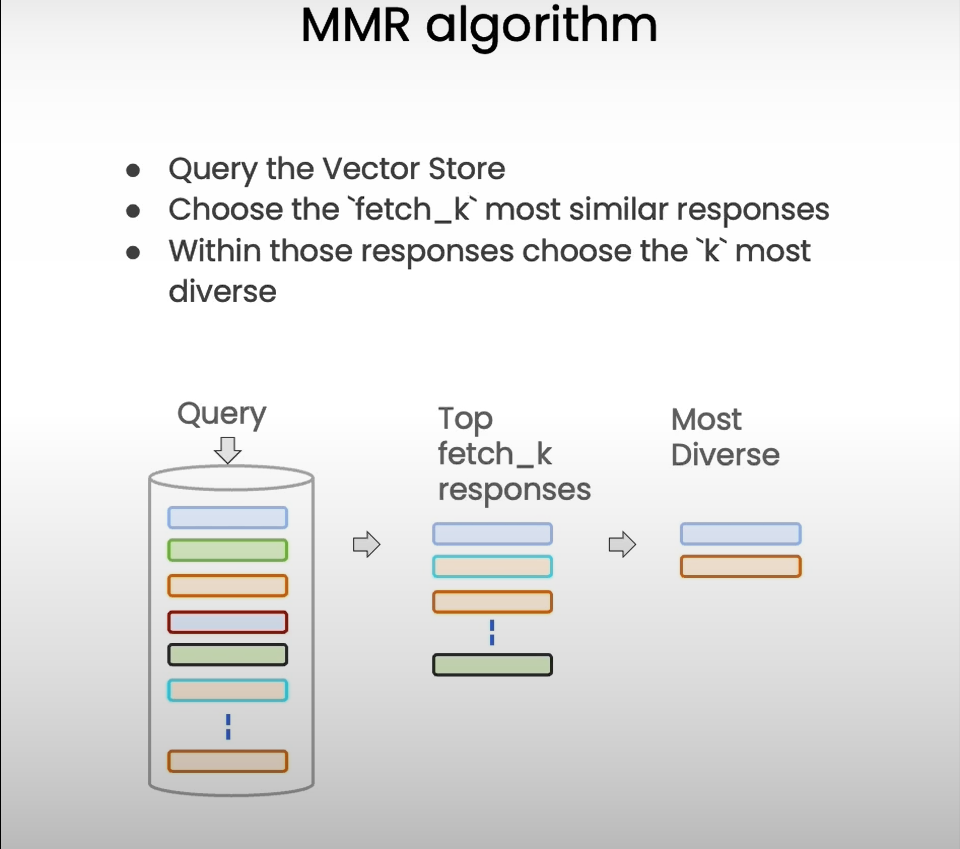 MMR algorithm
● Query the Vector Store
● Choose the `fetch_k` most similar responses
● Within those responses choose the `k` most
diverse
Query
Top
fetch_k
responses
Most
Diverse